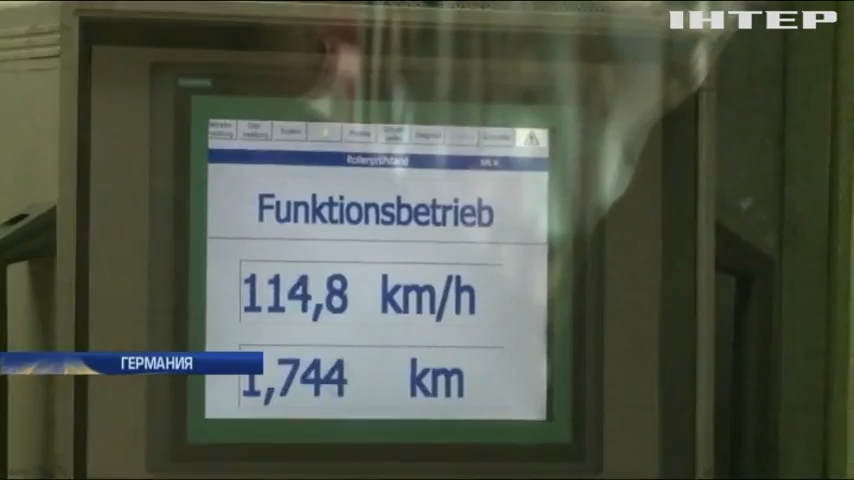 ІНТЕР
Rollenprüfstand
Funktionsbetrieb
114,8 km/h
ГЕРМАНИЯ
1,744 km